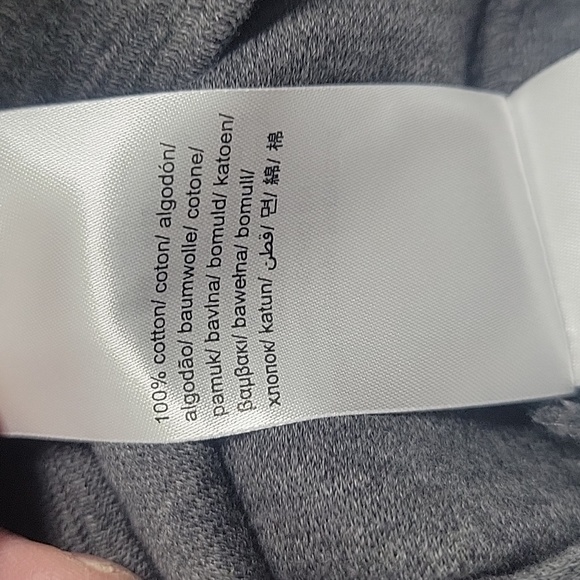 100% cotton/ coton/ algodón/
algodão/ baumwolle/ cotone/
pamuk/ bavlna/ bomuld/ katoen/
βαμβακι/ bawełna/ bomull/
хлопок/ katun/ قطن/ 면/ 綿/ 棉